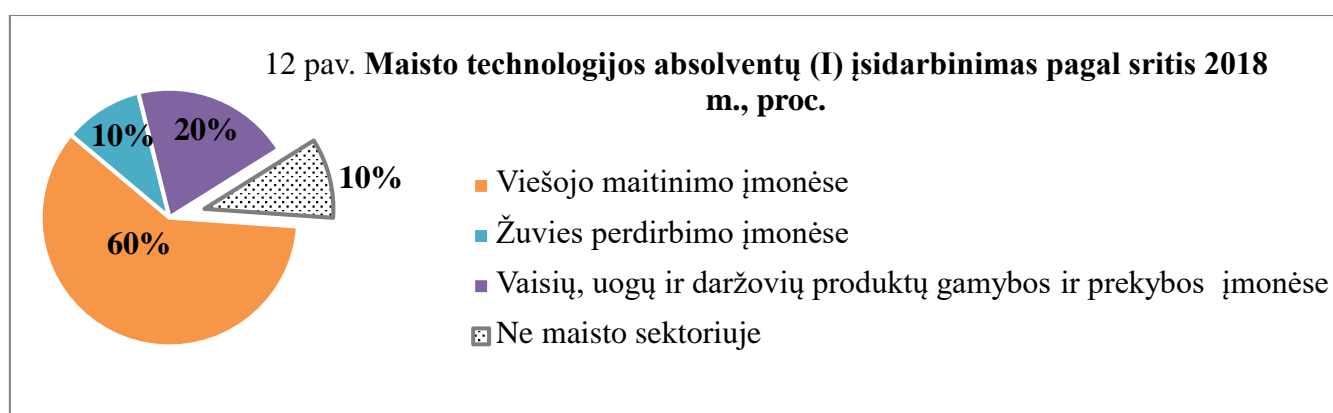 12 pav. Maisto technologijos absolventų (I) įsidarbinimas pagal sritis 2018
m., proc.
10%
20%
10%
60%
Viešojo maitinimo įmonėse
Žuvies perdirbimo įmonėse
Vaisių, uogų ir daržovių produktų gamybos ir prekybos įmonėse
Ne maisto sektoriuje